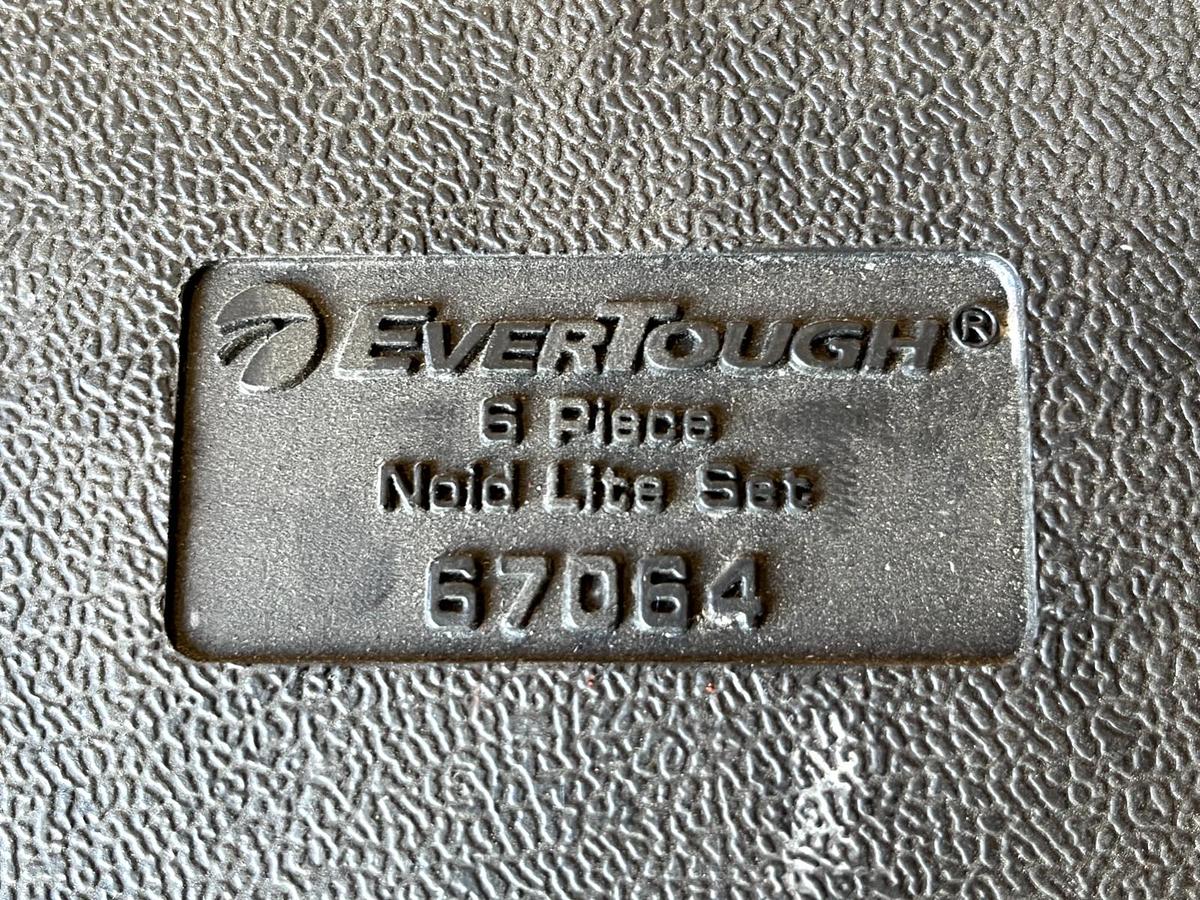 EVERTOUGH®
6 Piece
Noid Lite Set
67064